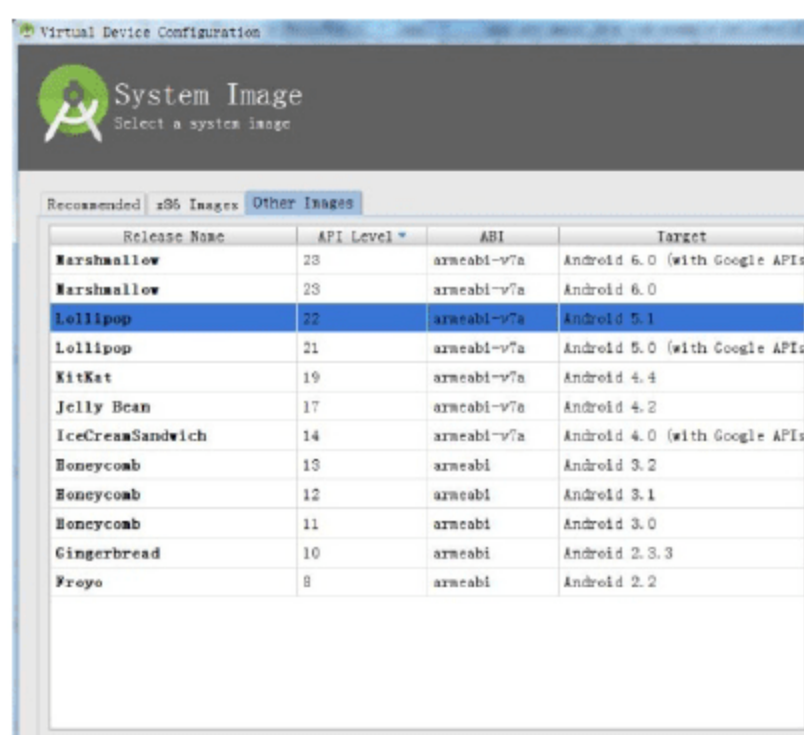 Virtual Device Configuration
System Image
Select a system image
Recommended x86 Images Other Images
Release Name API Level ABI Target
Marshmallow 23 armeabi-v7a Android 6.0 (with Google APIs
Marshmallow 23 armeabi-v7a Android 6.0
Lollipop 22 armeabi-v7a Android 5.1
Lollipop 21 armeabi-v7a Android 5.0 (with Google APIs
KitKat 19 armeabi-v7a Android 4.4
Jelly Bean 17 armeabi-v7a Android 4.2
IceCreamSandwich 14 armeabi-v7a Android 4.0 (with Google APIs
Honeycomb 13 armeabi Android 3.2
Honeycomb 12 armeabi Android 3.1
Honeycomb 11 armeabi Android 3.0
Gingerbread 10 armeabi Android 2.3.3
Froyo 8 armeabi Android 2.2